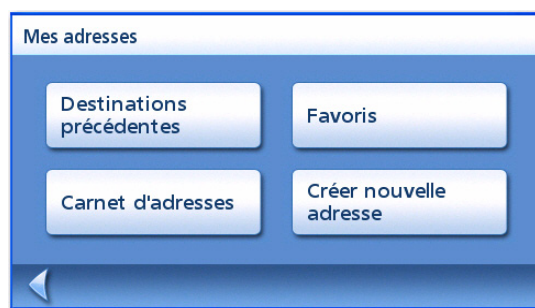 Mes adresses
Destinations
précédentes
Favoris
Carnet d'adresses
Créer nouvelle
adresse